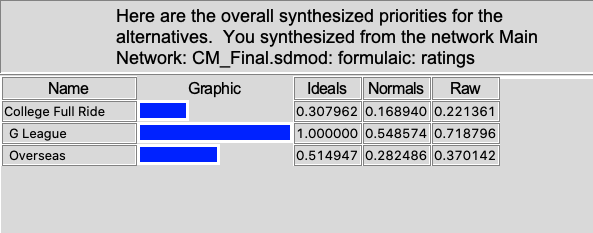 Here are the overall synthesized priorities for the
alternatives. You synthesized from the network Main
Network: CM_Final.sdmod: formulaic: ratings
Name Graphic Ideals Normals Raw
College Full Ride 0.307962 0.168940 0.221361
G League 1.000000 0.548574 0.718796
Overseas 0.514947 0.282486 0.370142